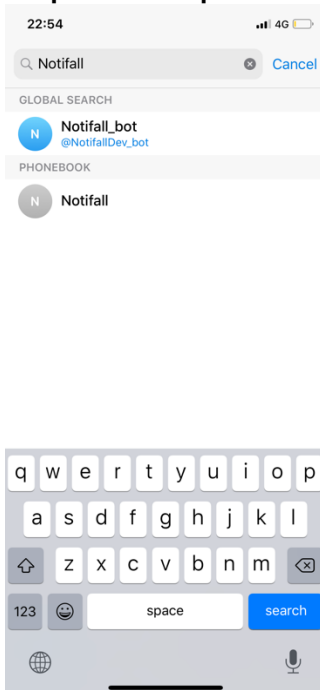 22:54
4G
Notifall
Cancel
GLOBAL SEARCH
N
Notifall_bot
@NotifallDev_bot
PHONEBOOK
N
Notifall
q w e r t y u i o p
a s d f g h j k l
z x c v b n m
123
space
search